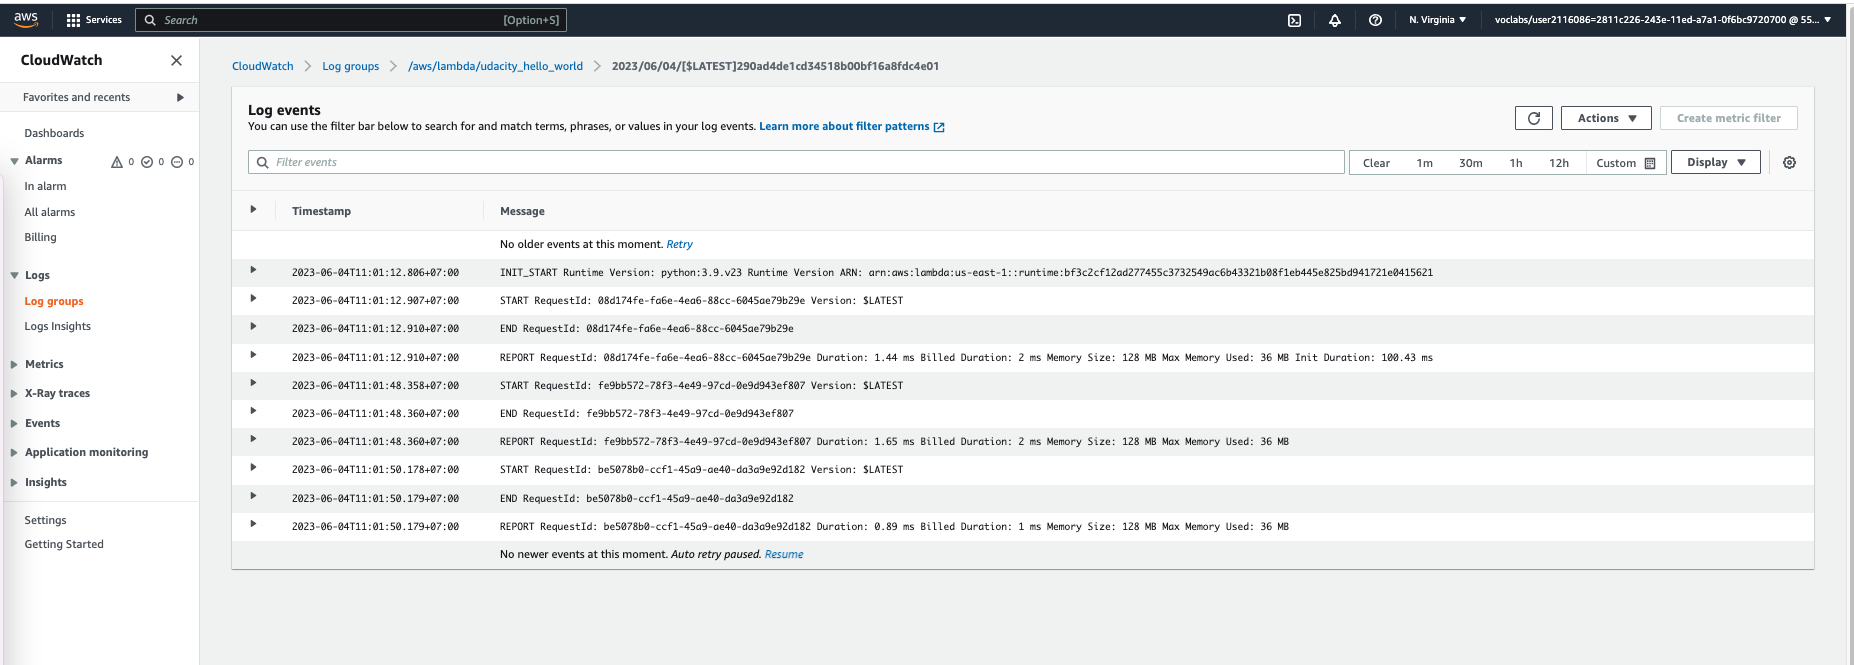 aws Services Search [Option+S] N. Virginia voclabs/user2116086=2811c226-243e-11ed-a7a1-0f6bc9720700 @ 55...
CloudWatch
Favorites and recents
Dashboards
Alarms 0 0 0
In alarm
All alarms
Billing
Logs
Log groups
Logs Insights
Metrics
X-Ray traces
Events
Application monitoring
Insights
Settings
Getting Started
CloudWatch Log groups /aws/lambda/udacity_hello_world 2023/06/04/[$LATEST]290ad4de1cd34518b00bf16a8fdc4e01
Log events
You can use the filter bar below to search for and match terms, phrases, or values in your log events. Learn more about filter patterns
Actions Create metric filter
Filter events Clear 1m 30m 1h 12h Custom Display
Timestamp Message
No older events at this moment. Retry
2023-06-04T11:01:12.806+07:00 INIT_START Runtime Version: python:3.9.v23 Runtime Version ARN: arn:aws:lambda:us-east-1::runtime:bf3c2cf12ad277455c3732549ac6b43321b08f1eb445e825bd941721e0415621
2023-06-04T11:01:12.907+07:00 START RequestId: 08d174fe-fa6e-4ea6-88cc-6045ae79b29e Version: $LATEST
2023-06-04T11:01:12.910+07:00 END RequestId: 08d174fe-fa6e-4ea6-88cc-6045ae79b29e
2023-06-04T11:01:12.910+07:00 REPORT RequestId: 08d174fe-fa6e-4ea6-88cc-6045ae79b29e Duration: 1.44 ms Billed Duration: 2 ms Memory Size: 128 MB Max Memory Used: 36 MB Init Duration: 100.43 ms
2023-06-04T11:01:48.358+07:00 START RequestId: fe9bb572-78f3-4e49-97cd-0e9d943ef807 Version: $LATEST
2023-06-04T11:01:48.360+07:00 END RequestId: fe9bb572-78f3-4e49-97cd-0e9d943ef807
2023-06-04T11:01:48.360+07:00 REPORT RequestId: fe9bb572-78f3-4e49-97cd-0e9d943ef807 Duration: 1.65 ms Billed Duration: 2 ms Memory Size: 128 MB Max Memory Used: 36 MB
2023-06-04T11:01:50.178+07:00 START RequestId: be5078b0-ccf1-45a9-ae40-da3a9e92d182 Version: $LATEST
2023-06-04T11:01:50.179+07:00 END RequestId: be5078b0-ccf1-45a9-ae40-da3a9e92d182
2023-06-04T11:01:50.179+07:00 REPORT RequestId: be5078b0-ccf1-45a9-ae40-da3a9e92d182 Duration: 0.89 ms Billed Duration: 1 ms Memory Size: 128 MB Max Memory Used: 36 MB
No newer events at this moment. Auto retry paused. Resume